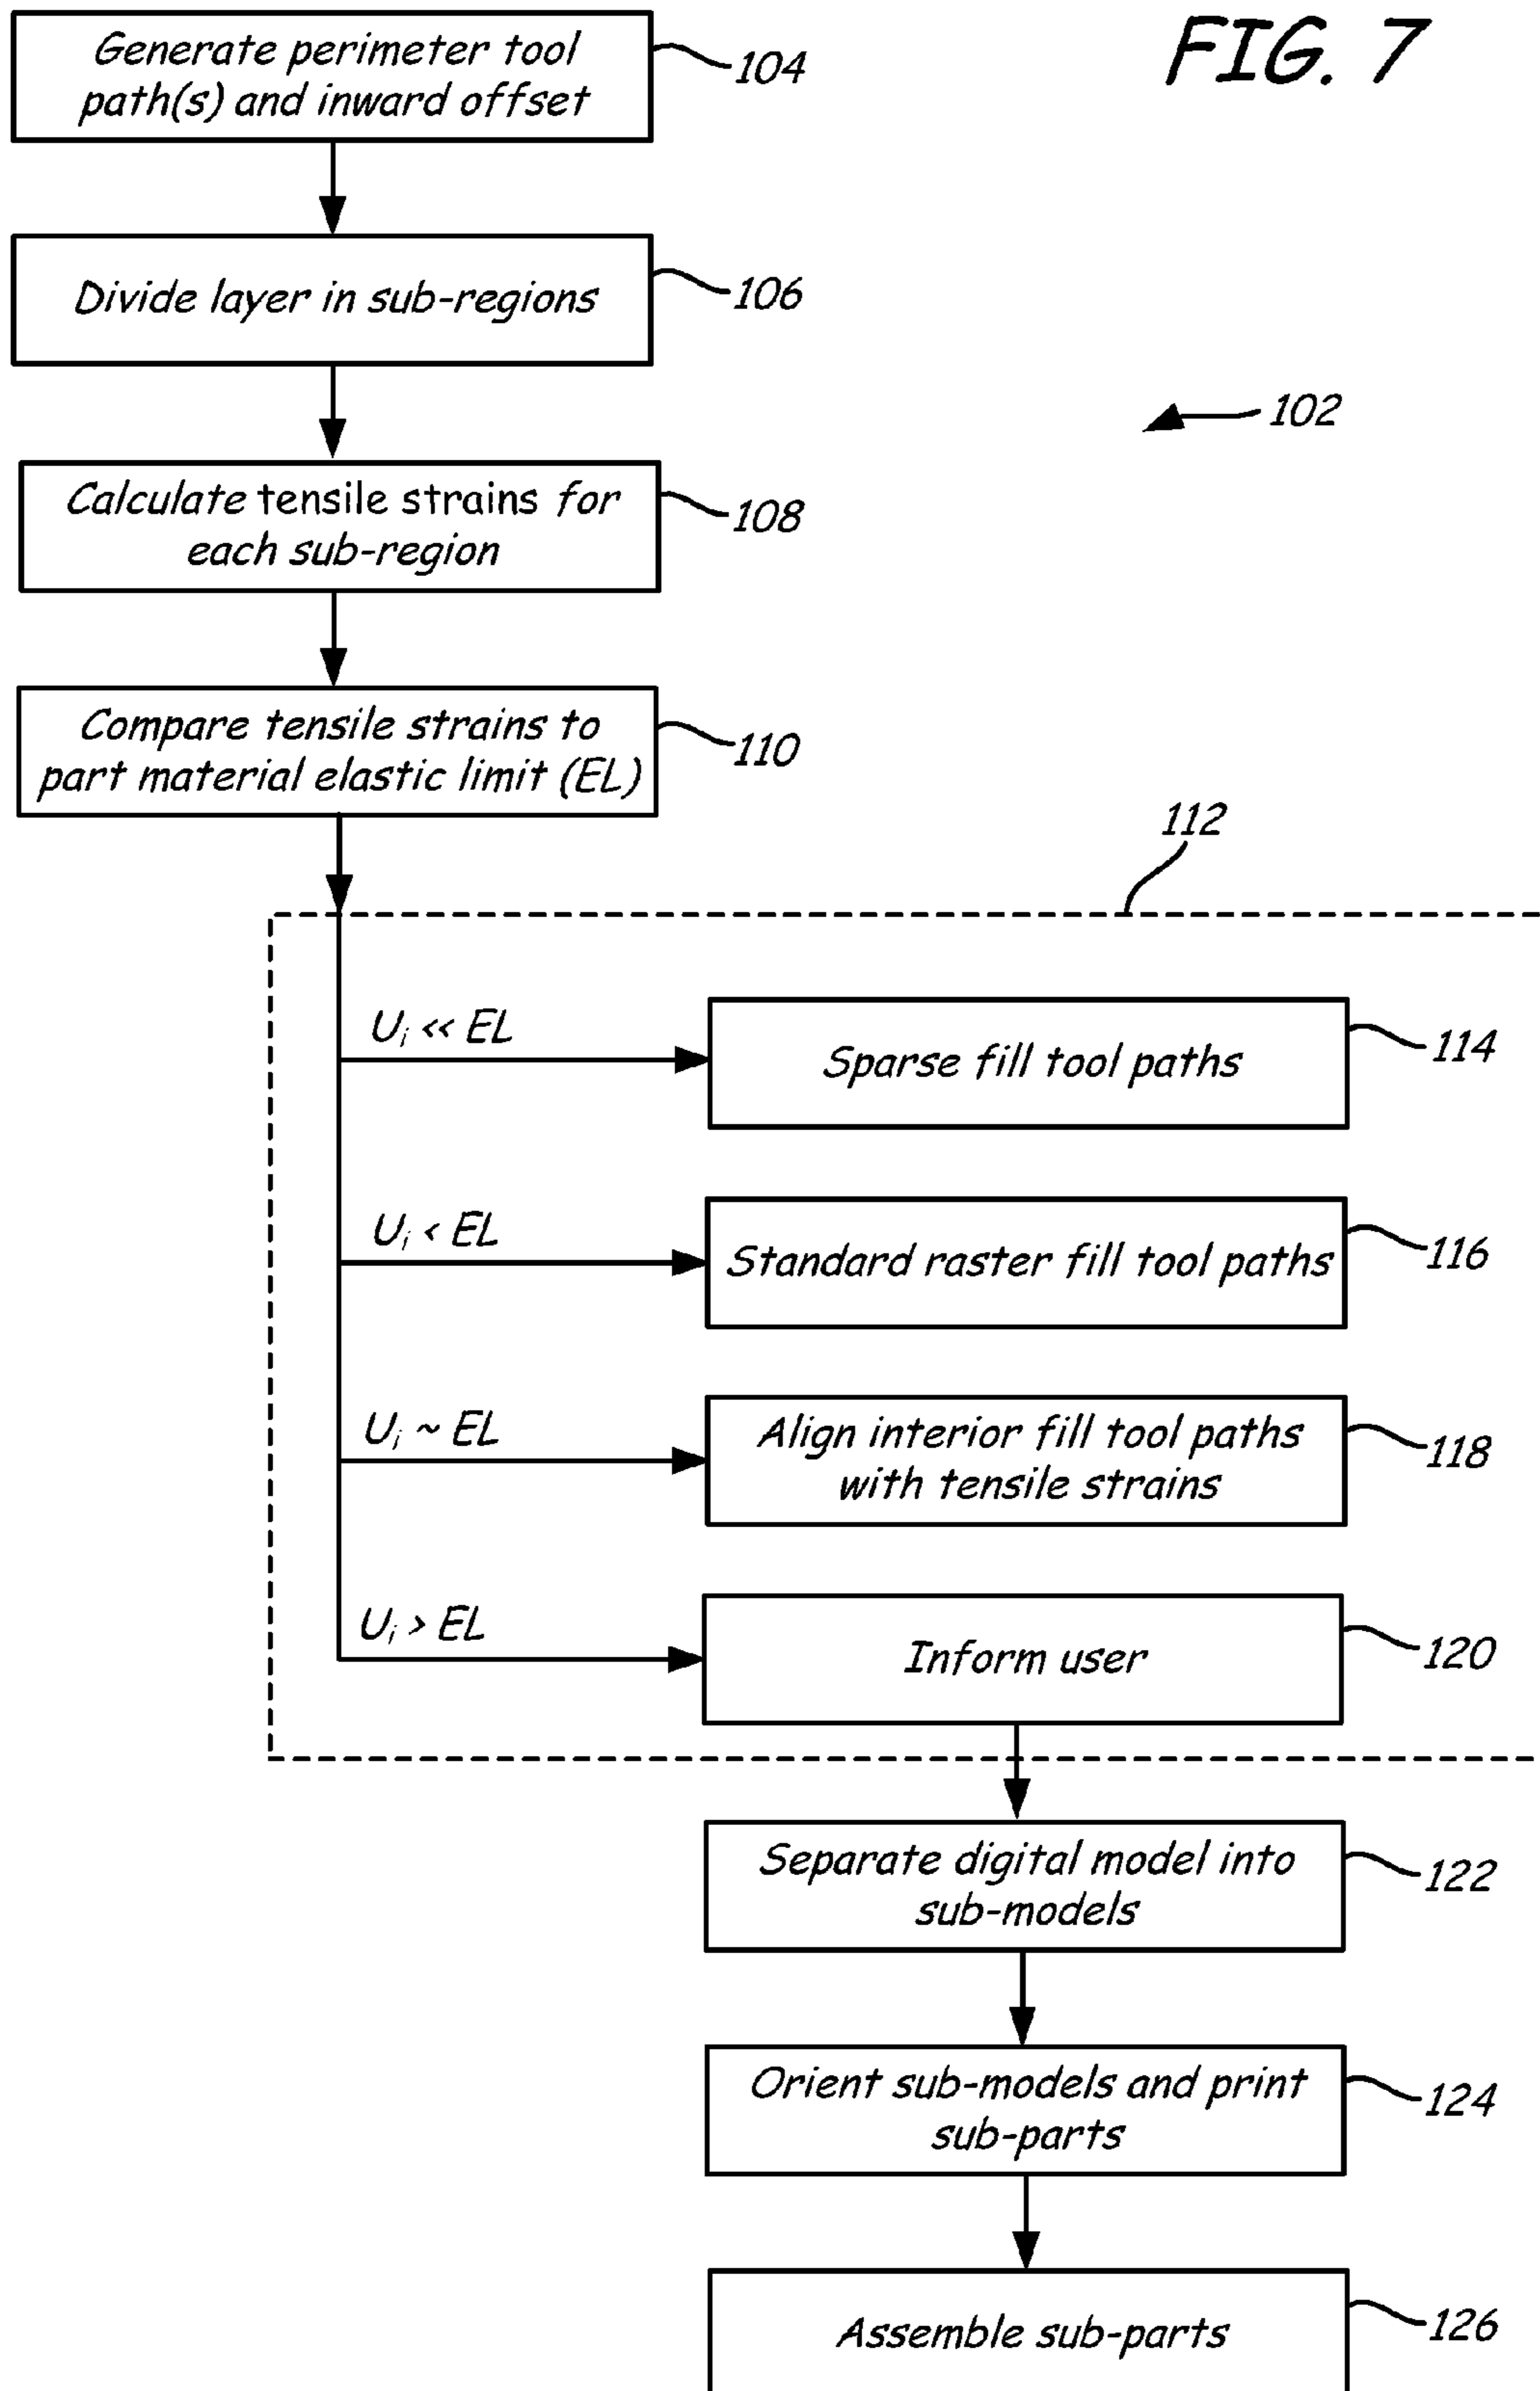 FIG. 7
Generate perimeter tool
path(s) and inward offset
104
Divide layer in sub-regions
106
102
Calculate tensile strains for
each sub-region
108
Compare tensile strains to
part material elastic limit (EL)
110
112
Ui << EL
Sparse fill tool paths
114
Ui < EL
Standard raster fill tool paths
116
Ui ~ EL
Align interior fill tool paths
with tensile strains
118
Ui > EL
Inform user
120
Separate digital model into
sub-models
122
Orient sub-models and print
sub-parts
124
Assemble sub-parts
126